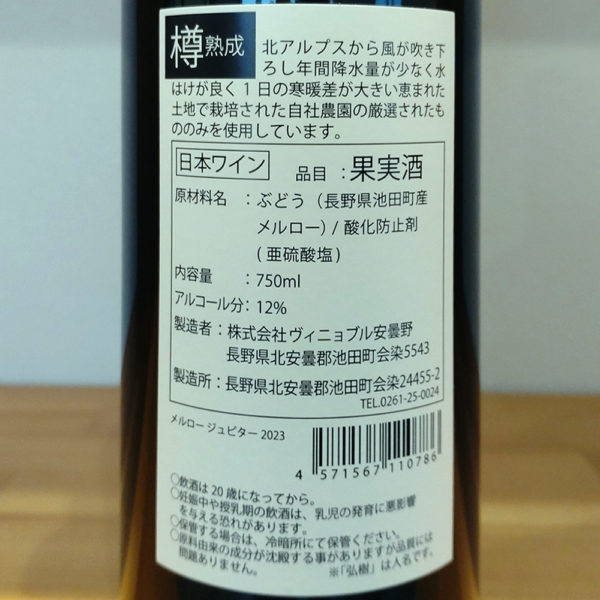 樽熟成
北アルプスから風が吹き下
ろし年間降水量が少なく水
はけが良く1日の寒暖差が大きい恵まれた
土地で栽培された自社農園の厳選されたも
ののみを使用しています。
日本ワイン 品目 : 果実酒
原材料名 : ぶどう (長野県池田町産
メルロー) / 酸化防止剤
(亜硫酸塩)
内容量 : 750ml
アルコール分 : 12%
製造者 : 株式会社ヴィニョブル安曇野
長野県北安曇郡池田町会染5543
製造所 : 長野県北安曇郡池田町会染24455-2
TEL.0261-25-0024
メルロー ジュピター 2023
4 571567 110786
○飲酒は20歳になってから。
○妊娠中や授乳期の飲酒は、乳児の発育に悪影響
を与える恐れがあります。
○保管する場合は、冷暗所にて保管ください。
○原料由来の成分が沈殿する事がありますが品質には
問題ありません。 ※「弘樹」は人名です。